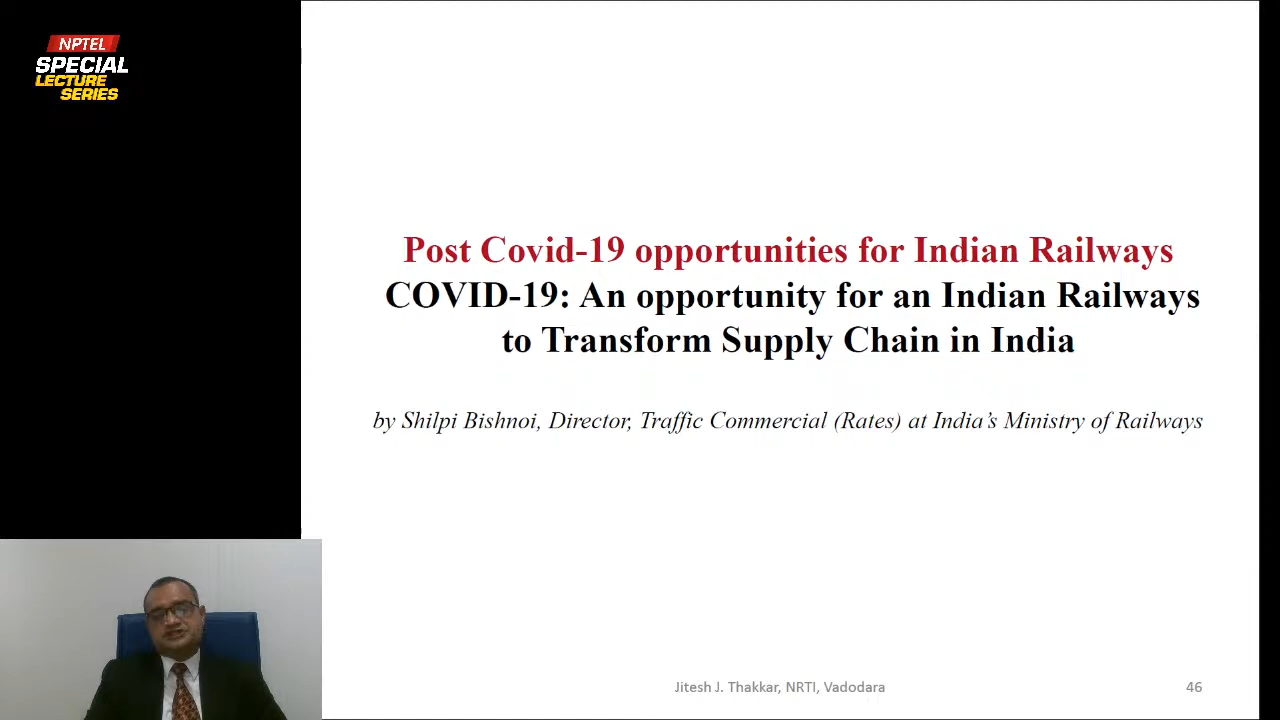 NPTEL
SPECIAL
LECTURE
SERIES
Post Covid-19 opportunities for Indian Railways
COVID-19: An opportunity for an Indian Railways
to Transform Supply Chain in India
by Shilpi Bishnoi, Director, Traffic Commercial (Rates) at India’s Ministry of Railways
Jitesh J. Thakkar, NRTI, Vadodara
46